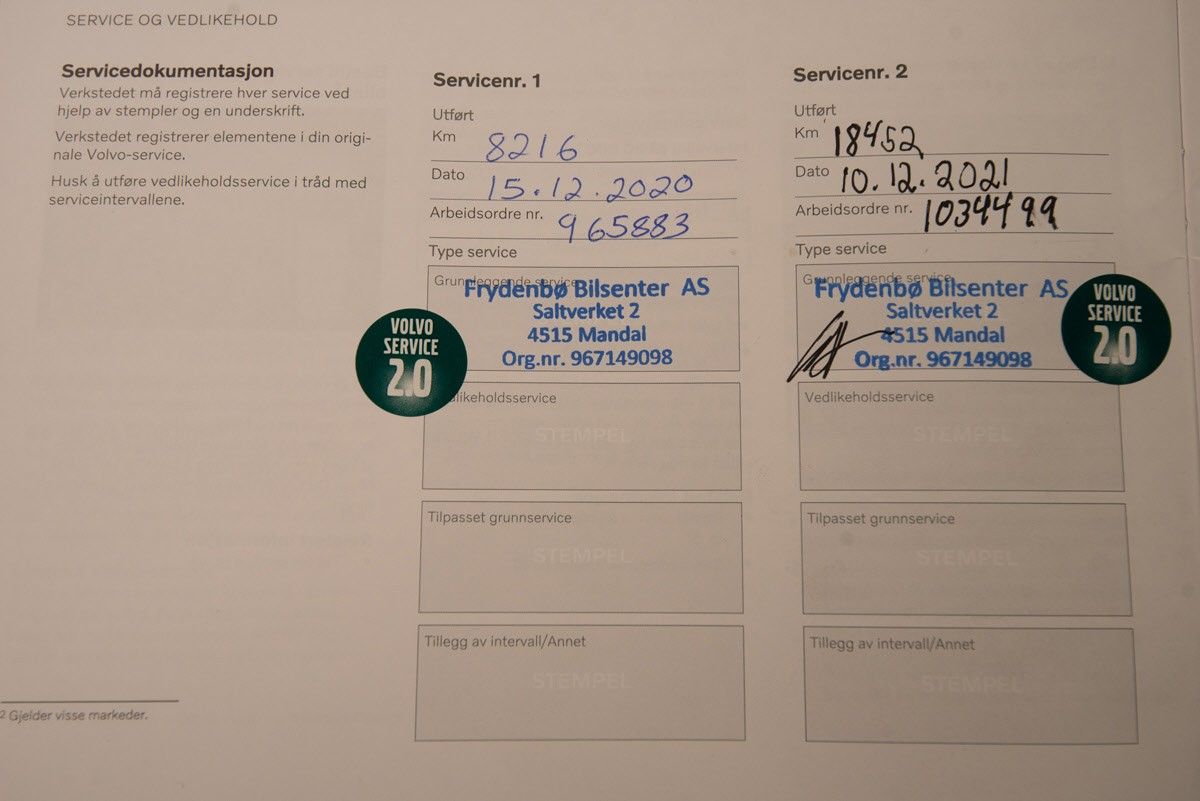 SERVICE OG VEDLIKEHOLD
Servicedokumentasjon
Verkstedet må registrere hver service ved
hjelp av stempler og en underskrift.
Verkstedet registrerer elementene i din origi-
nale Volvo-service.
Husk å utføre vedlikeholdsservice i tråd med
serviceintervallene.
2 Gjelder visse markeder.
Servicenr. 1
Utført
Km 8216
Dato 15.12.2020
Arbeidsordre nr. 965883
Type service
Grunnleggende service
Frydenbø Bilsenter AS
Saltverket 2
4515 Mandal
Org.nr. 967149098
VOLVO
SERVICE
2.0
dlikeholdsservice
STEMPEL
Tilpasset grunnservice
STEMPEL
Tillegg av intervall/Annet
STEMPEL
Servicenr. 2
Utført
Km 18452
Dato 10.12.2021
Arbeidsordre nr. 1034499
Type service
Grunnleggende service
Frydenbø Bilsenter AS
Saltverket 2
4515 Mandal
Org.nr. 967149098
VOLVO
SERVICE
2.0
Vedlikeholdsservice
STEMPEL
Tilpasset grunnservice
STEMPEL
Tillegg av intervall/Annet
STEMPEL